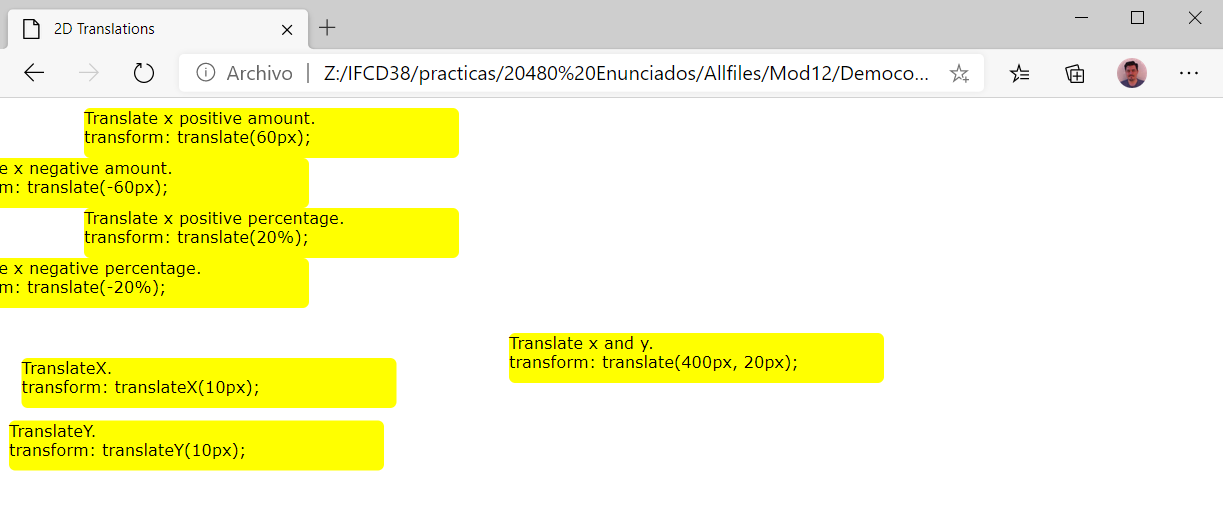 2D Translations
Archivo | Z:/IFCD38/practicas/20480%20Enunciados/Allfiles/Mod12/Democo...
Translate x positive amount.
transform: translate(60px);
e x negative amount.
m: translate(-60px);
Translate x positive percentage.
transform: translate(20%);
e x negative percentage.
m: translate(-20%);
Translate x and y.
transform: translate(400px, 20px);
TranslateX.
transform: translateX(10px);
TranslateY.
transform: translateY(10px);